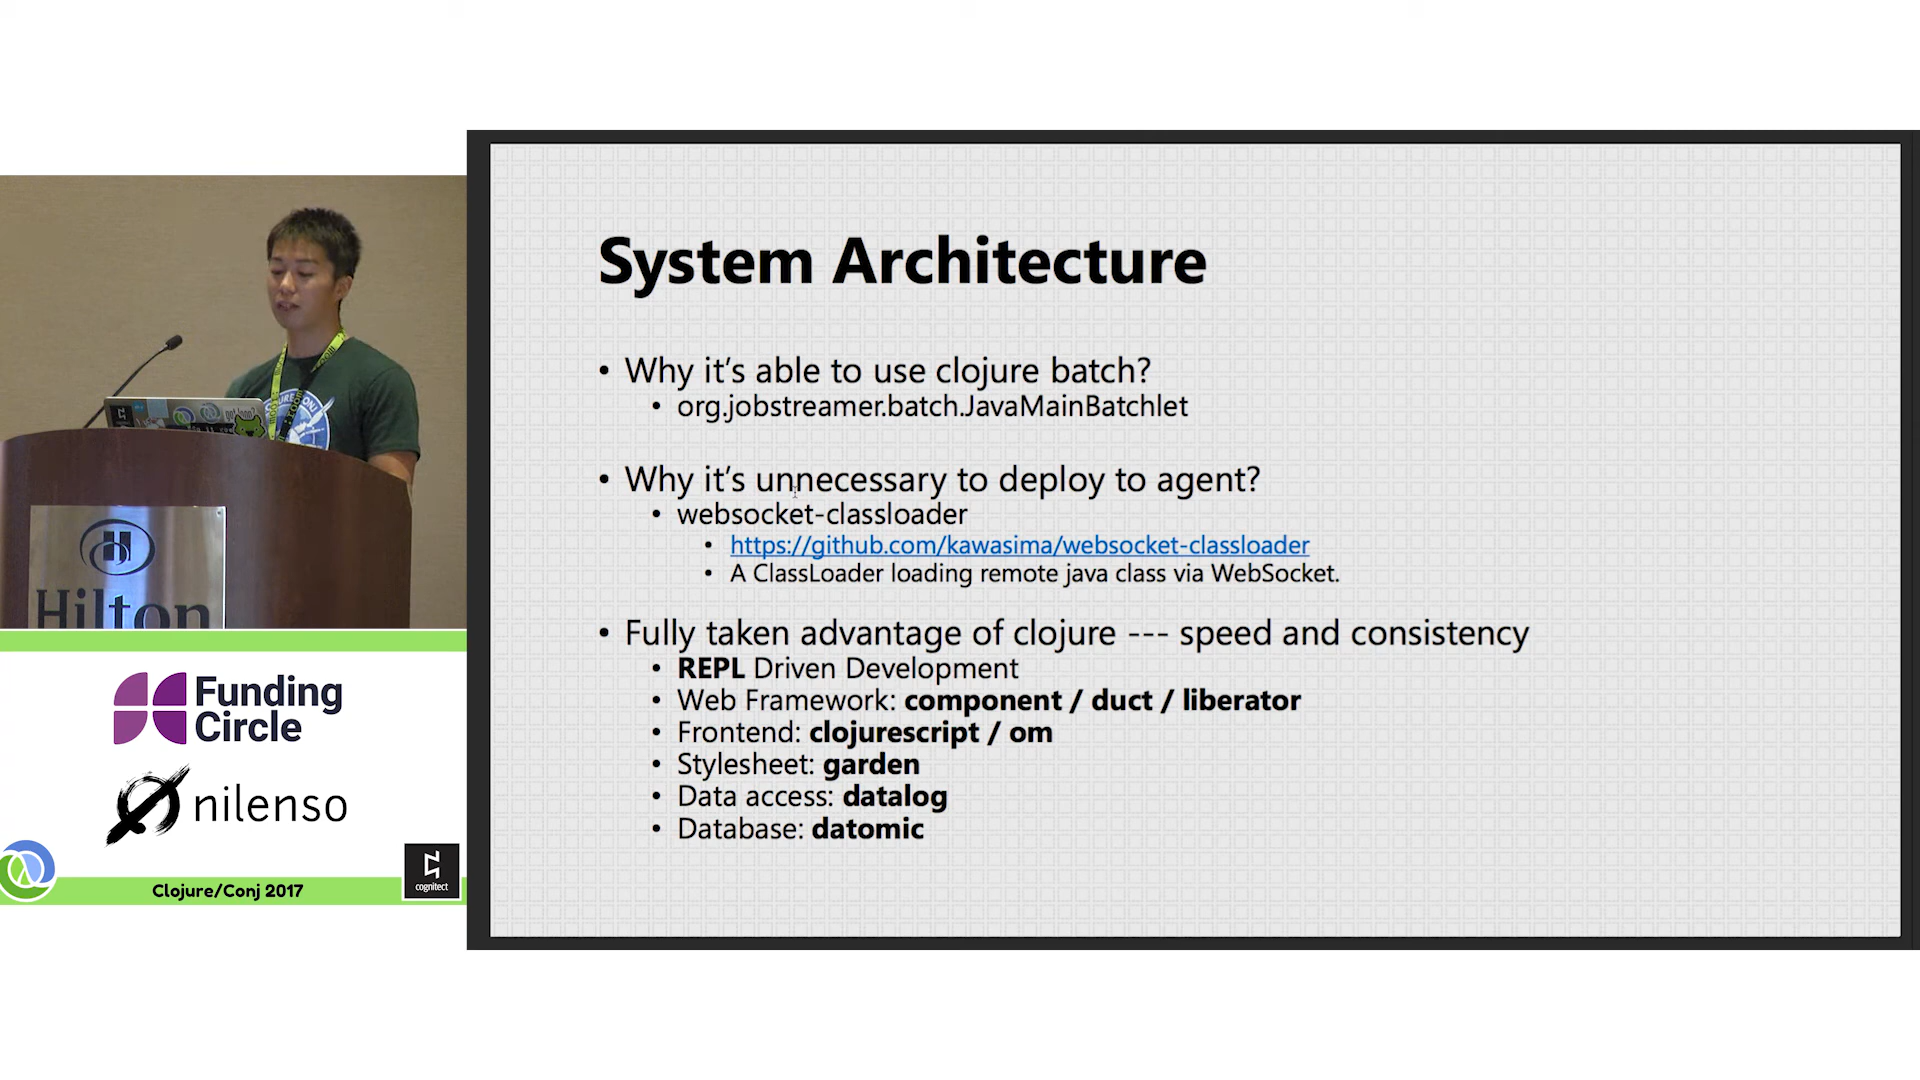 System Architecture
• Why it's able to use clojure batch?
• org.jobstreamer.batch.JavaMainBatchlet
• Why it's unnecessary to deploy to agent?
• websocket-classloader
• https://github.com/kawasima/websocket-classloader
• A ClassLoader loading remote java class via WebSocket.
• Fully taken advantage of clojure --- speed and consistency
• REPL Driven Development
• Web Framework: component / duct / liberator
• Frontend: clojurescript / om
• Stylesheet: garden
• Data access: datalog
• Database: datomic
Hilton
Funding
Circle
nilenso
cognitect
Clojure/Conj 2017